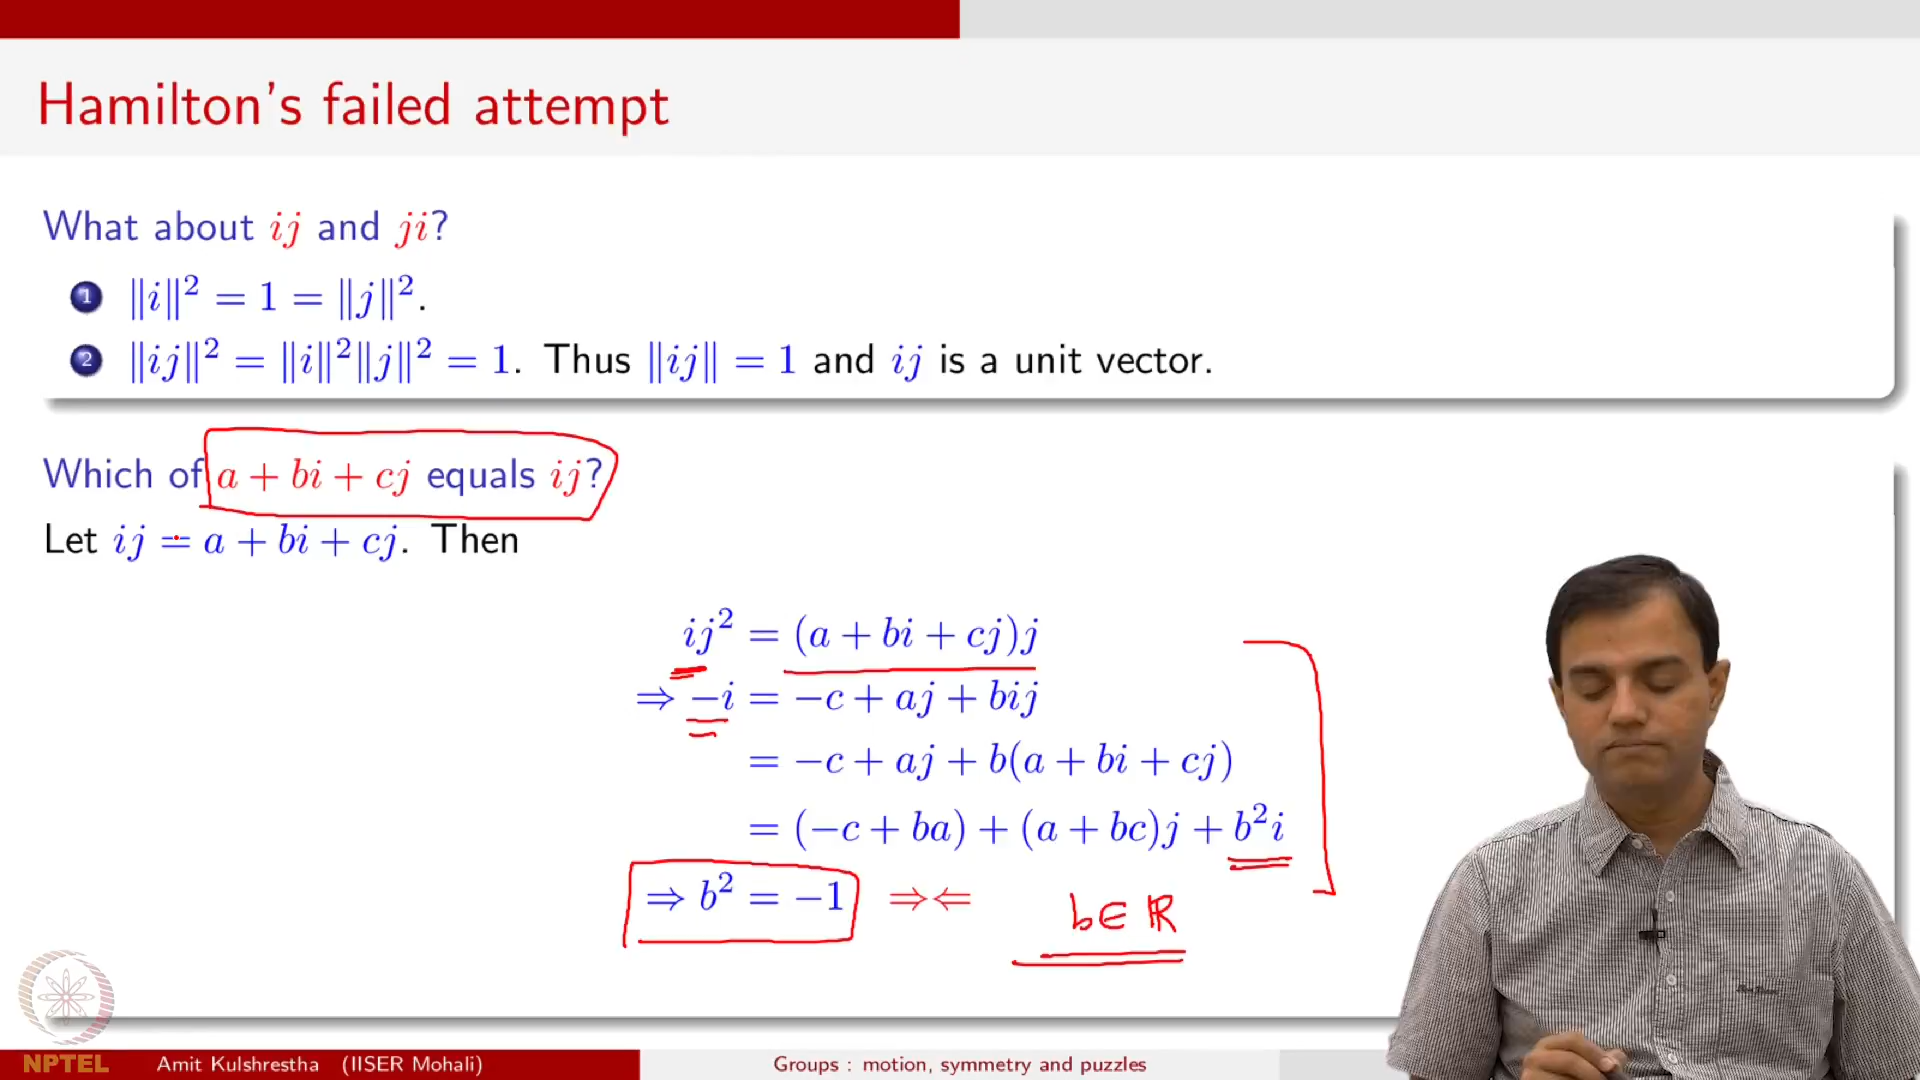 Hamilton's failed attempt
What about ij and ji?
1 ‖i‖² = 1 = ‖j‖².
2 ‖ij‖² = ‖i‖²‖j‖² = 1. Thus ‖ij‖ = 1 and ij is a unit vector.
Which of a + bi + cj equals ij?
Let ij = a + bi + cj. Then
ij² = (a + bi + cj)j
⇒ −i = −c + aj + bij
= −c + aj + b(a + bi + cj)
= (−c + ba) + (a + bc)j + b²i
⇒ b² = −1 ⇒⇐ b∈ℝ
NPTEL Amit Kulshrestha (IISER Mohali) Groups : motion, symmetry and puzzles